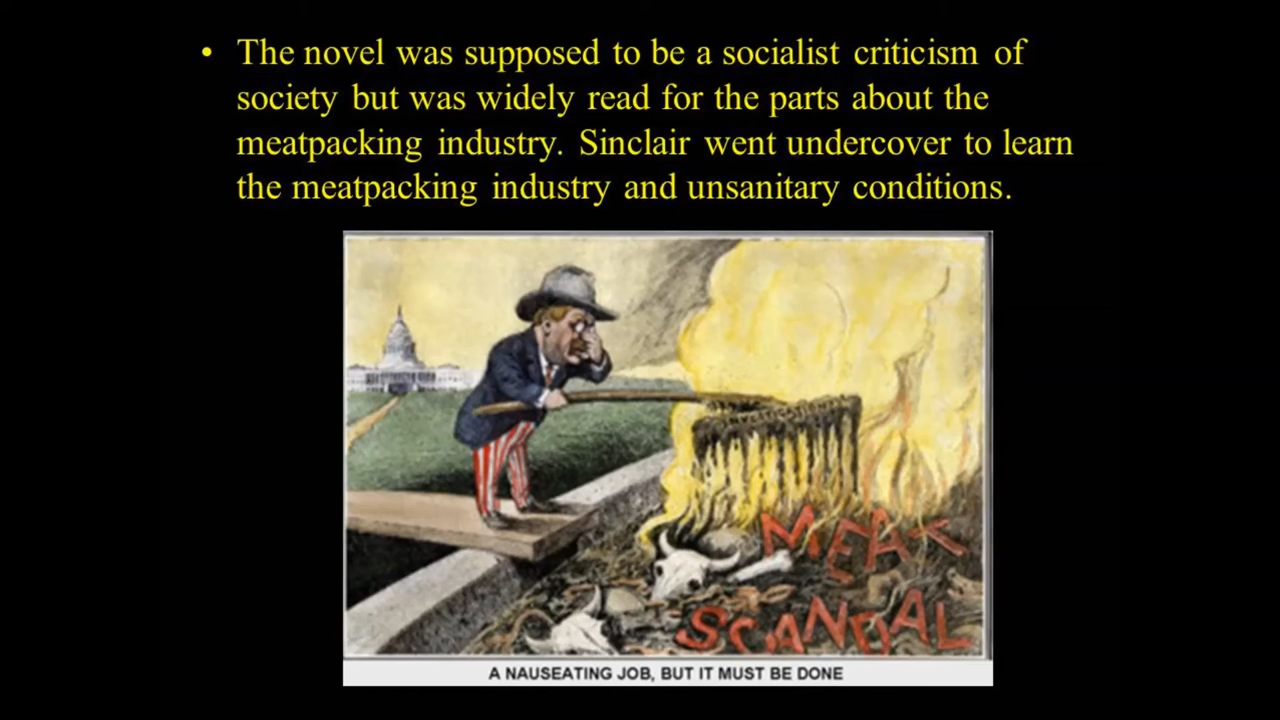 • The novel was supposed to be a socialist criticism of
society but was widely read for the parts about the
meatpacking industry. Sinclair went undercover to learn
the meatpacking industry and unsanitary conditions.
MEAT
SCANDAL
A NAUSEATING JOB, BUT IT MUST BE DONE